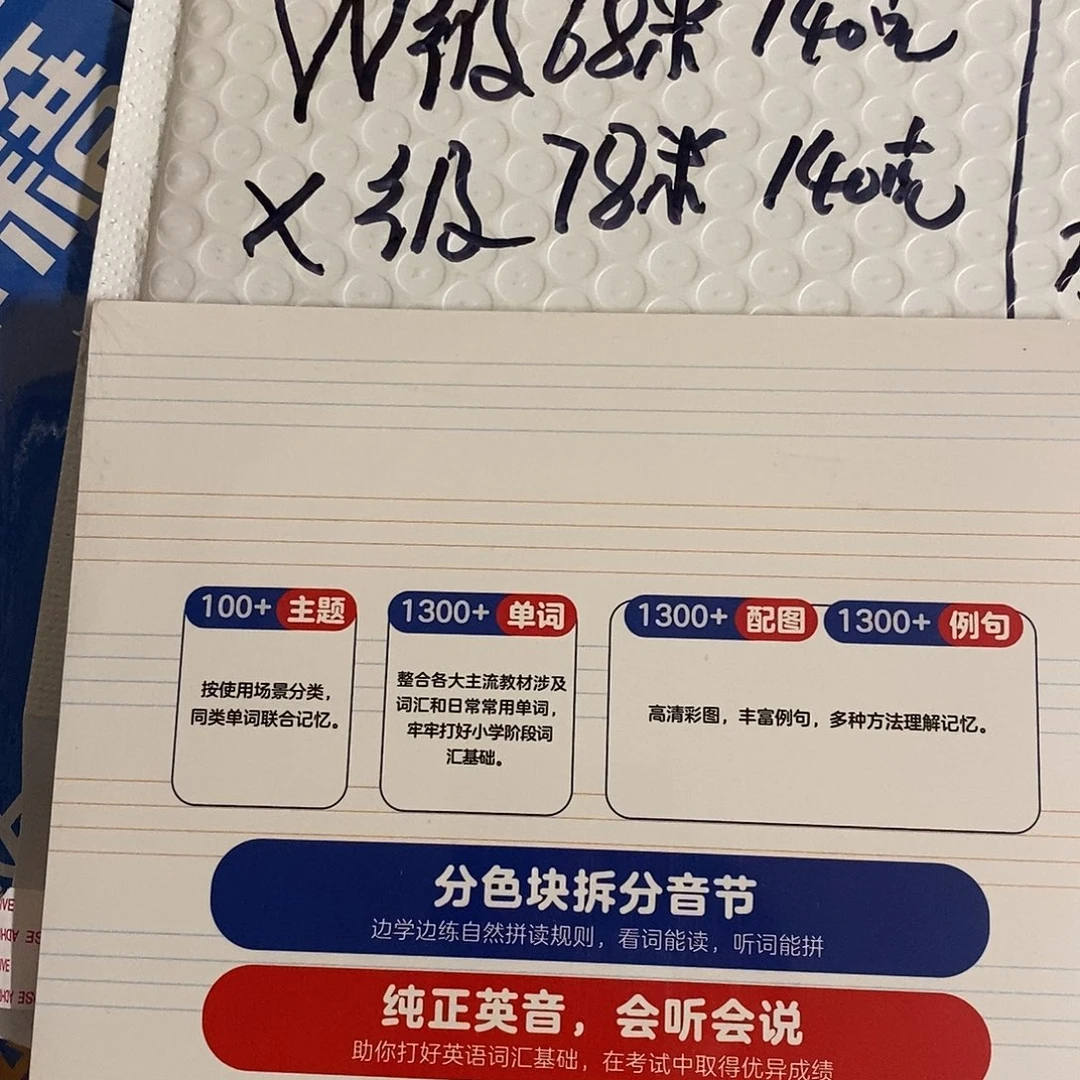 W级 68米 140克
X级 78米 140克
100+ 主题
按使用场景分类，
同类单词联合记忆。
1300+ 单词
整合各大主流教材涉及
词汇和日常常用单词，
牢牢打好小学阶段词
汇基础。
1300+ 配图 1300+ 例句
高清彩图，丰富例句，多种方法理解记忆。
分色块拆分音节
边学边练自然拼读规则，看词能读，听词能拼
纯正英音，会听会说
助你打好英语词汇基础，在考试中取得优异成绩